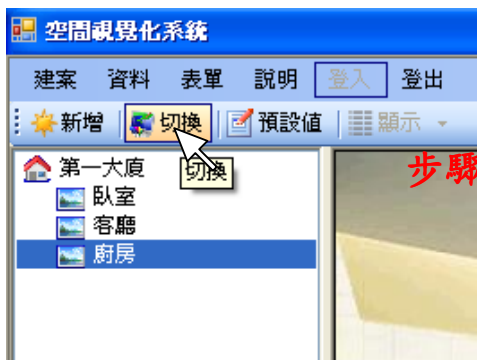 空間視覺化系統
建案 資料 表單 說明 登入 登出
新增 切換 預設值 顯示
切換
步驟
第一大廈
臥室
客廳
廚房